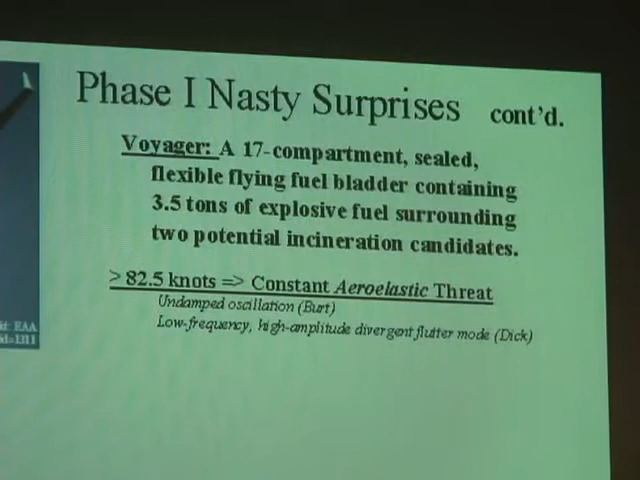 Phase I Nasty Surprises cont'd.
Voyager: A 17-compartment, sealed,
flexible flying fuel bladder containing
3.5 tons of explosive fuel surrounding
two potential incineration candidates.
> 82.5 knots => Constant Aeroelastic Threat
Undamped oscillation (Burt)
Low-frequency, high-amplitude divergent flutter mode (Dick)
EAA